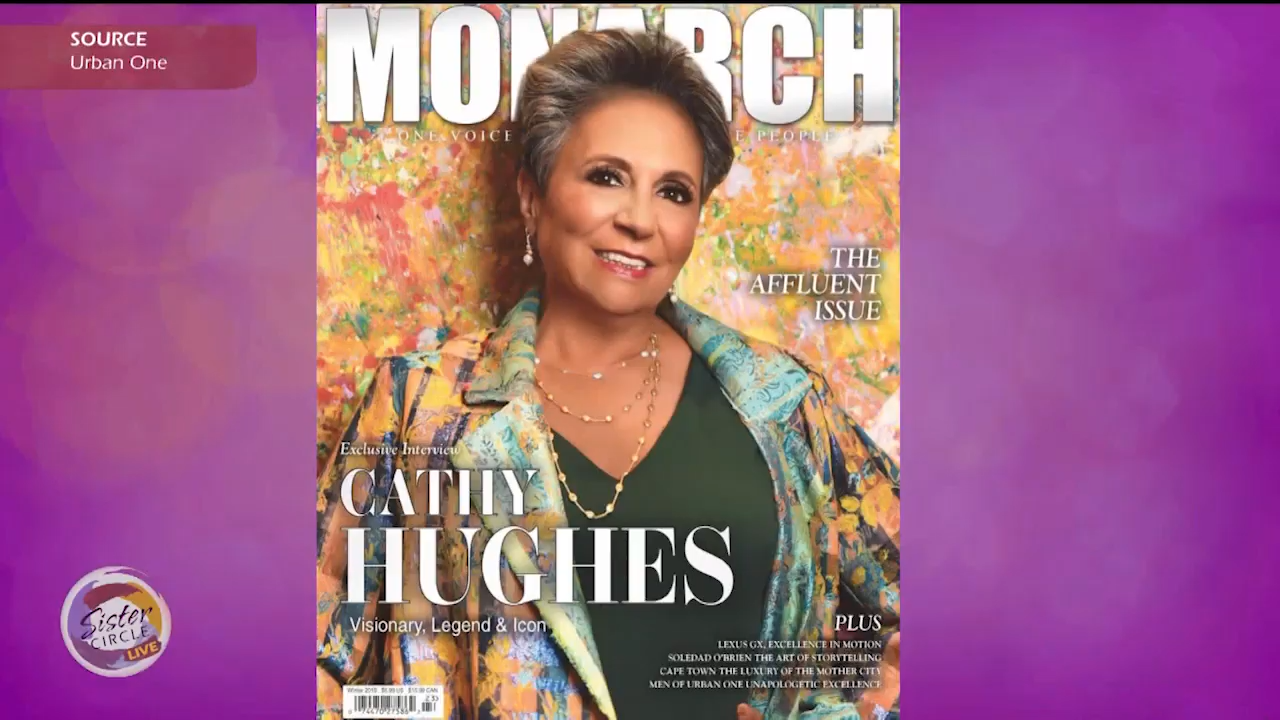 SOURCE
Urban One
MONARCH
ONE VOICE
E PEOPLE
THE
AFFLUENT
ISSUE
Exclusive Interview
CATHY
HUGHES
Visionary, Legend & Icon
PLUS
LEXUS GX, EXCELLENCE IN MOTION
SOLEDAD O'BRIEN THE ART OF STORYTELLING
CAPE TOWN THE LUXURY OF THE MOTHER CITY
MEN OF URBAN ONE UNAPOLOGETIC EXCELLENCE
Sister
CIRCLE
LIVE